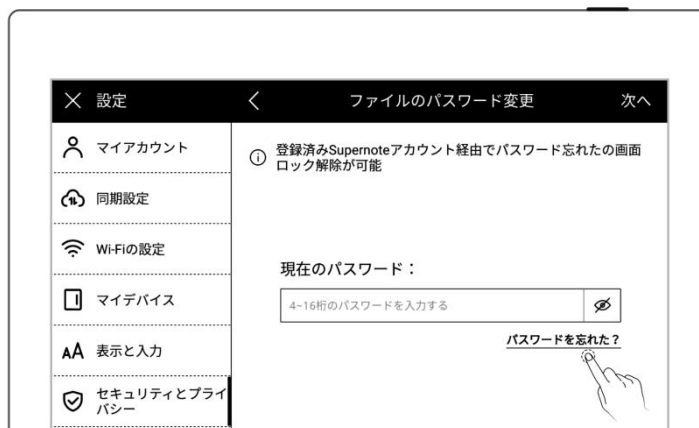 設定
ファイルのパスワード変更
次へ
マイアカウント
同期設定
Wi-Fiの設定
マイデバイス
表示と入力
セキュリティとプライ
バシー
登録済みSupernoteアカウント経由でパスワード忘れたの画面
ロック解除が可能
現在のパスワード：
4~16桁のパスワードを入力する
パスワードを忘れた？